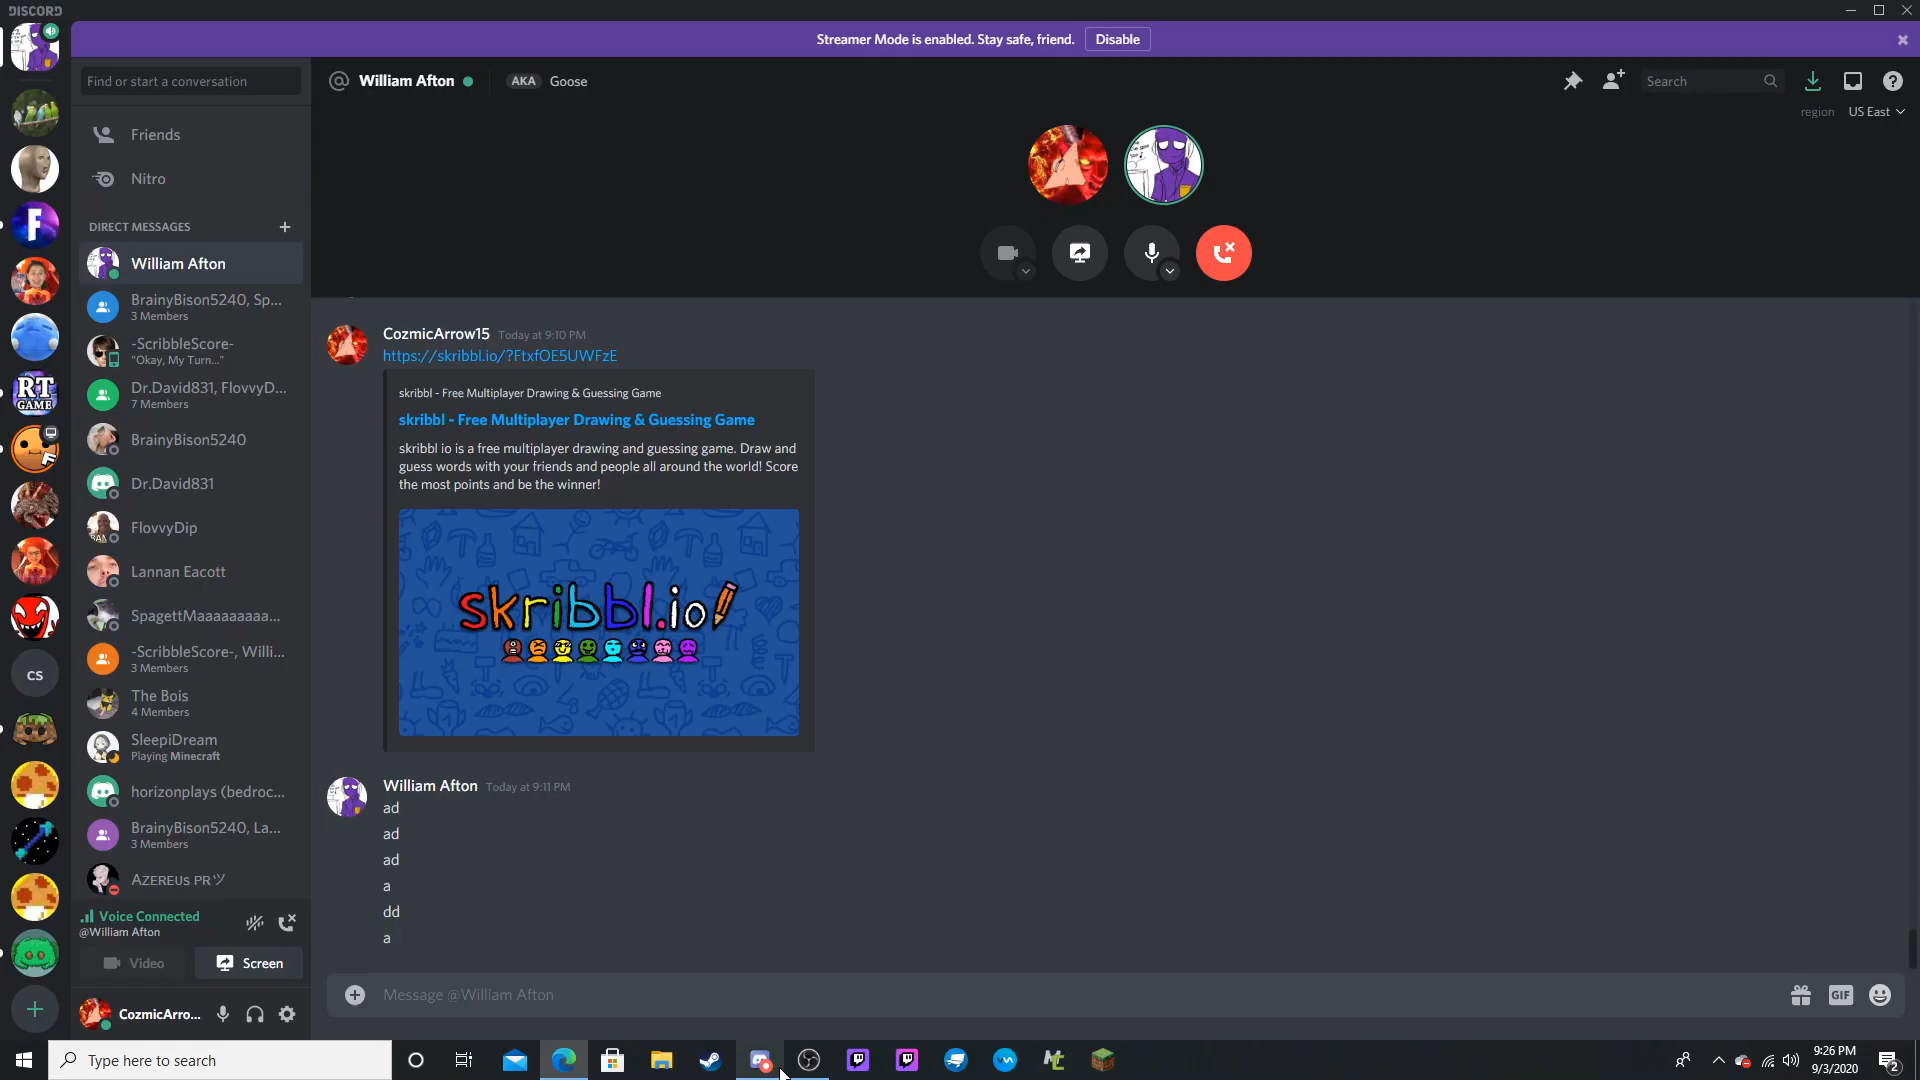 DISCORD
Streamer Mode is enabled. Stay safe, friend.
Disable
Find or start a conversation
William Afton
AKA
Goose
Search
region
US East
Friends
Nitro
DIRECT MESSAGES
William Afton
BrainyBison5240, Sp...
3 Members
-ScribbleScore-
“Okay, My Turn...”
Dr.David831, FlovvyD...
7 Members
BrainyBison5240
Dr.David831
FlovvyDip
Lannan Eacott
SpagettMaaaaaaaaa...
-ScribbleScore-, Willi...
3 Members
The Bois
4 Members
SleepiDream
Playing Minecraft
horizonplays (bedroc...
BrainyBison5240, La...
3 Members
AZEREUS PRツ
F
RT
GAME
CS
Voice Connected
@William Afton
Video
Screen
CozmicArro...
CozmicArrow15
Today at 9:10 PM
https://skribbl.io/?FtxfOE5UWFzE
skribbl - Free Multiplayer Drawing & Guessing Game
skribbl - Free Multiplayer Drawing & Guessing Game
skribbl io is a free multiplayer drawing and guessing game. Draw and
guess words with your friends and people all around the world! Score
the most points and be the winner!
skribbl.io
William Afton
Today at 9:11 PM
ad
ad
ad
a
dd
a
Message @William Afton
GIF
Type here to search
9:26 PM
9/3/2020
2